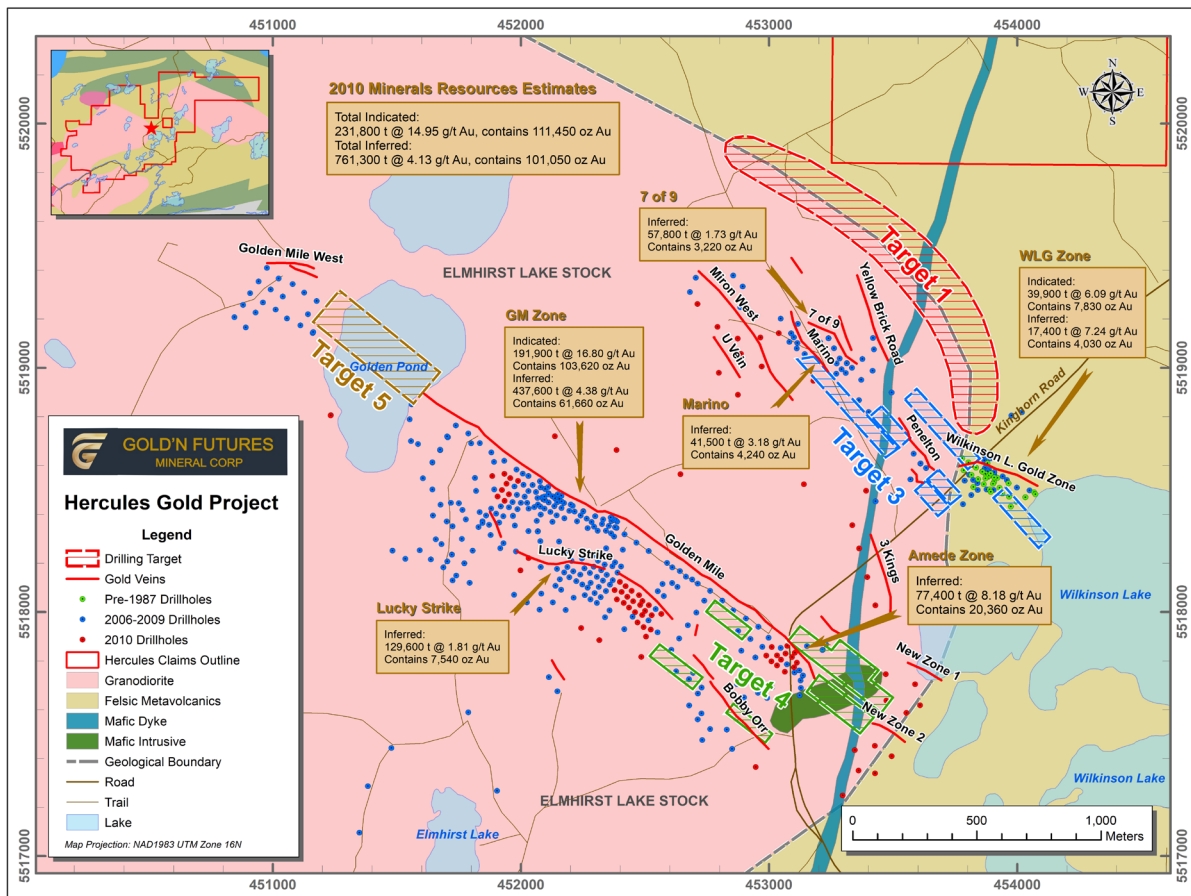 451000
452000
453000
454000
5520000
5519000
5518000
5517000
N
W
E
S
2010 Minerals Resources Estimates
Total Indicated:
231,800 t @ 14.95 g/t Au, contains 111,450 oz Au
Total Inferred:
761,300 t @ 4.13 g/t Au, contains 101,050 oz Au
7 of 9
Inferred:
57,800 t @ 1.73 g/t Au
Contains 3,220 oz Au
Target 1
WLG Zone
Indicated:
39,900 t @ 6.09 g/t Au
Contains 7,830 oz Au
Inferred:
17,400 t @ 7.24 g/t Au
Contains 4,030 oz Au
Golden Mile West
ELMHIRST LAKE STOCK
Miron West
U Vein
7 of 9
Marino
Yellow Brick Road
GM Zone
Indicated:
191,900 t @ 16.80 g/t Au
Contains 103,620 oz Au
Inferred:
437,600 t @ 4.38 g/t Au
Contains 61,660 oz Au
Golden Pond
Target 5
Kinghorn Road
Marino
Inferred:
41,500 t @ 3.18 g/t Au
Contains 4,240 oz Au
Penelton
Wilkinson L. Gold Zone
Target 3
Golden Mile
Lucky Strike
3 Kings
Amede Zone
Inferred:
77,400 t @ 8.18 g/t Au
Contains 20,360 oz Au
Lucky Strike
Inferred:
129,600 t @ 1.81 g/t Au
Contains 7,540 oz Au
Wilkinson Lake
New Zone 1
Target 4
Bobby Orr
New Zone 2
Wilkinson Lake
ELMHIRST LAKE STOCK
Elmhirst Lake
GOLD'N FUTURES
MINERAL CORP
Hercules Gold Project
Legend
Drilling Target
Gold Veins
Pre-1987 Drillholes
2006-2009 Drillholes
2010 Drillholes
Hercules Claims Outline
Granodiorite
Felsic Metavolcanics
Mafic Dyke
Mafic Intrusive
Geological Boundary
Road
Trail
Lake
Map Projection: NAD1983 UTM Zone 16N
0 500 1,000
Meters
451000
452000
453000
454000
5520000
5519000
5518000
5517000